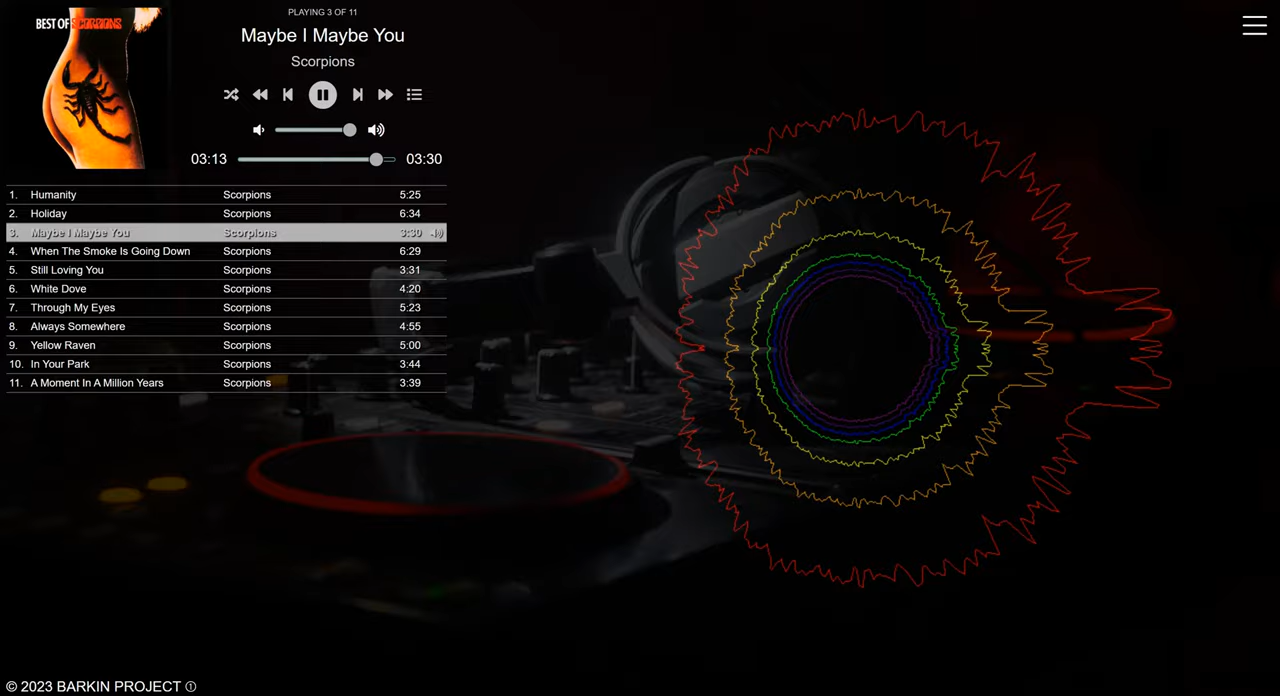 BEST OF SCORPIONS
PLAYING 3 OF 11
Maybe I Maybe You
Scorpions
03:13 03:30
1. Humanity Scorpions 5:25
2. Holiday Scorpions 6:34
3. Maybe I Maybe You Scorpions 3:30
4. When The Smoke Is Going Down Scorpions 6:29
5. Still Loving You Scorpions 3:31
6. White Dove Scorpions 4:20
7. Through My Eyes Scorpions 5:23
8. Always Somewhere Scorpions 4:55
9. Yellow Raven Scorpions 5:00
10. In Your Park Scorpions 3:44
11. A Moment In A Million Years Scorpions 3:39
© 2023 BARKIN PROJECT ①